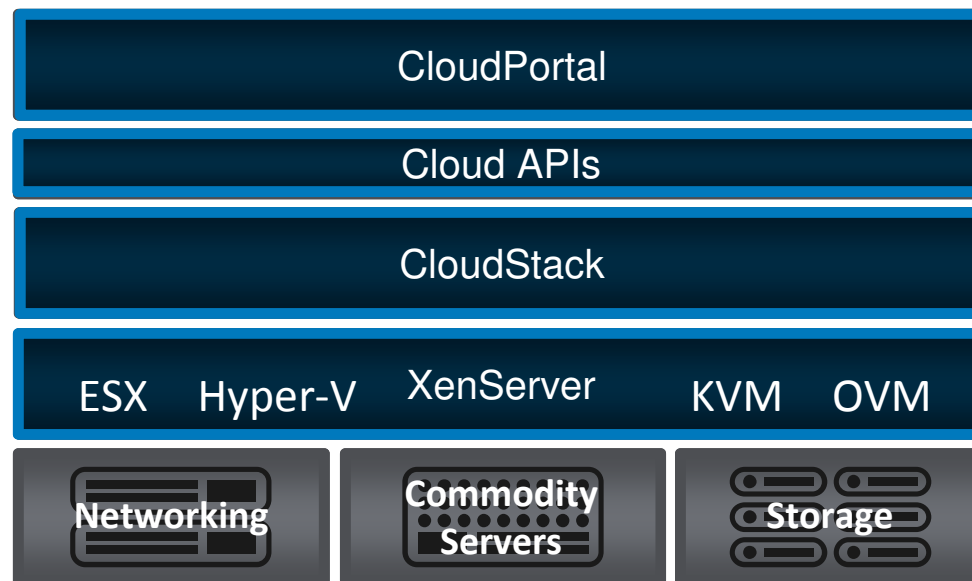 CloudPortal
Cloud APIs
CloudStack
ESX Hyper-V XenServer KVM OVM
Networking
Commodity
Servers
Storage